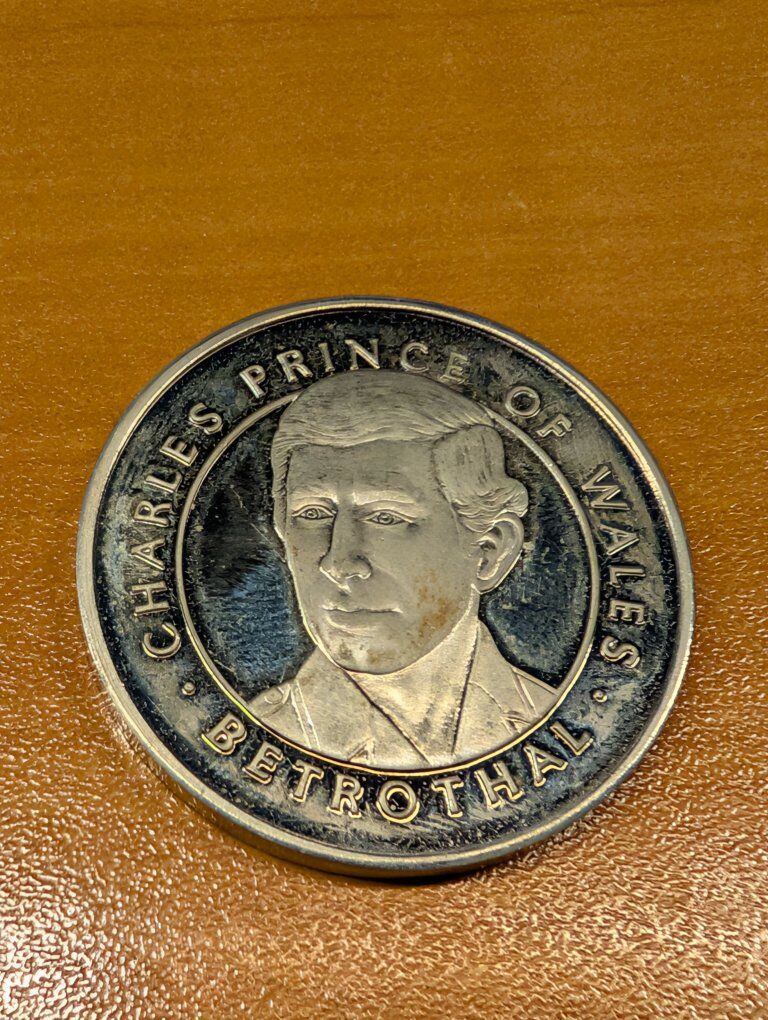 CHARLES PRINCE OF WALES
· BETROTHAL ·